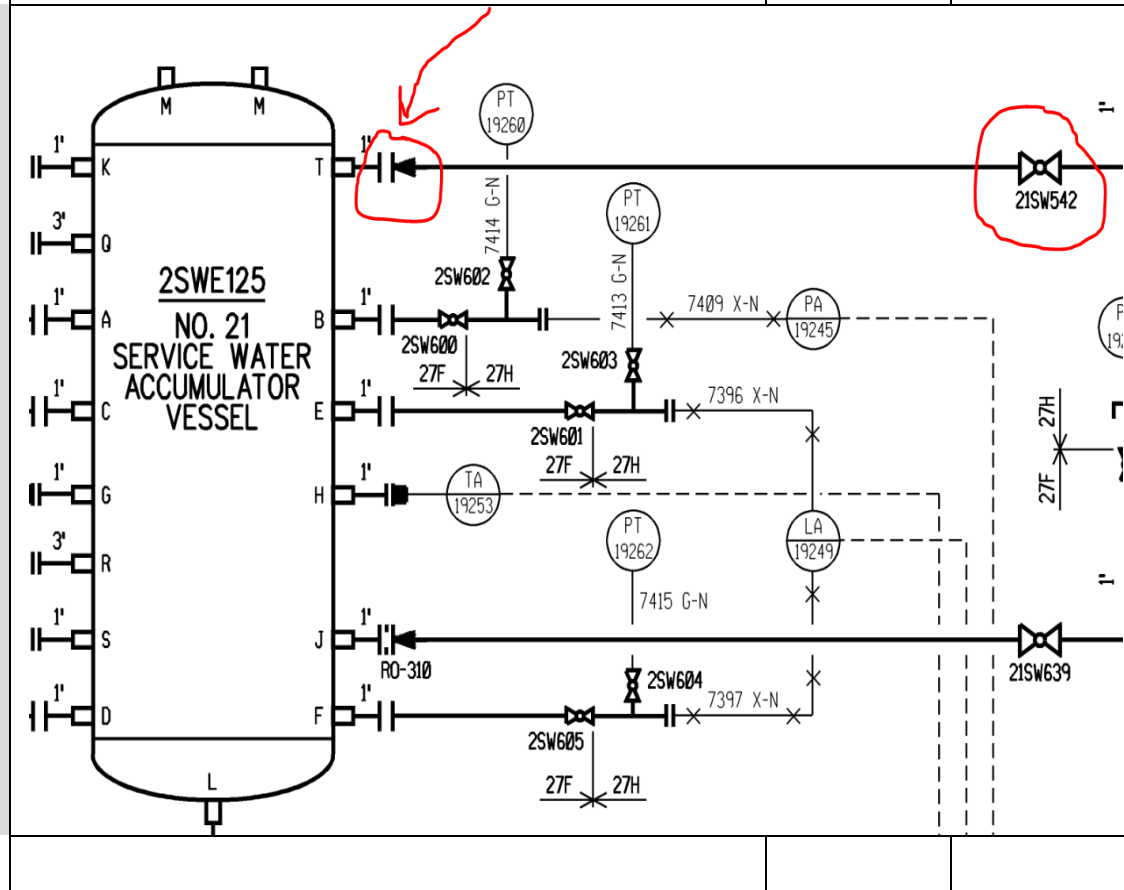 M
M
1"
K
3'
Q
1'
A
1'
C
1'
G
3'
R
1'
S
1'
D
2SWE125
NO. 21
SERVICE WATER
ACCUMULATOR
VESSEL
L
T
1'
B
1'
E
1'
H
1'
J
1'
F
1'
PT
19260
7414 G-N
2SW602
2SW600
27F
27H
PT
19261
7413 G-N
2SW603
7409 X-N
PA
19245
2SW601
27F
27H
7396 X-N
TA
19253
PT
19262
7415 G-N
LA
19249
RO-310
2SW604
7397 X-N
2SW605
27F
27H
21SW542
1"
27H
27F
1"
21SW639